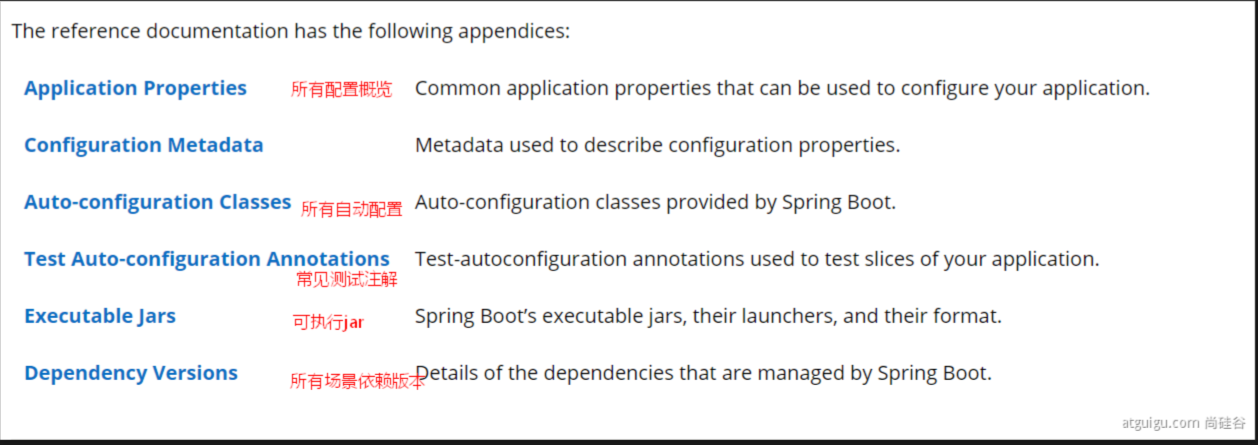 The reference documentation has the following appendices:
Application Properties 所有配置概览 Common application properties that can be used to configure your application.
Configuration Metadata Metadata used to describe configuration properties.
Auto-configuration Classes 所有自动配置 Auto-configuration classes provided by Spring Boot.
Test Auto-configuration Annotations Test-autoconfiguration annotations used to test slices of your application.
常见测试注解
Executable Jars 可执行jar Spring Boot’s executable jars, their launchers, and their format.
Dependency Versions 所有场景依赖版本 Details of the dependencies that are managed by Spring Boot.
atguigu.com 尚硅谷